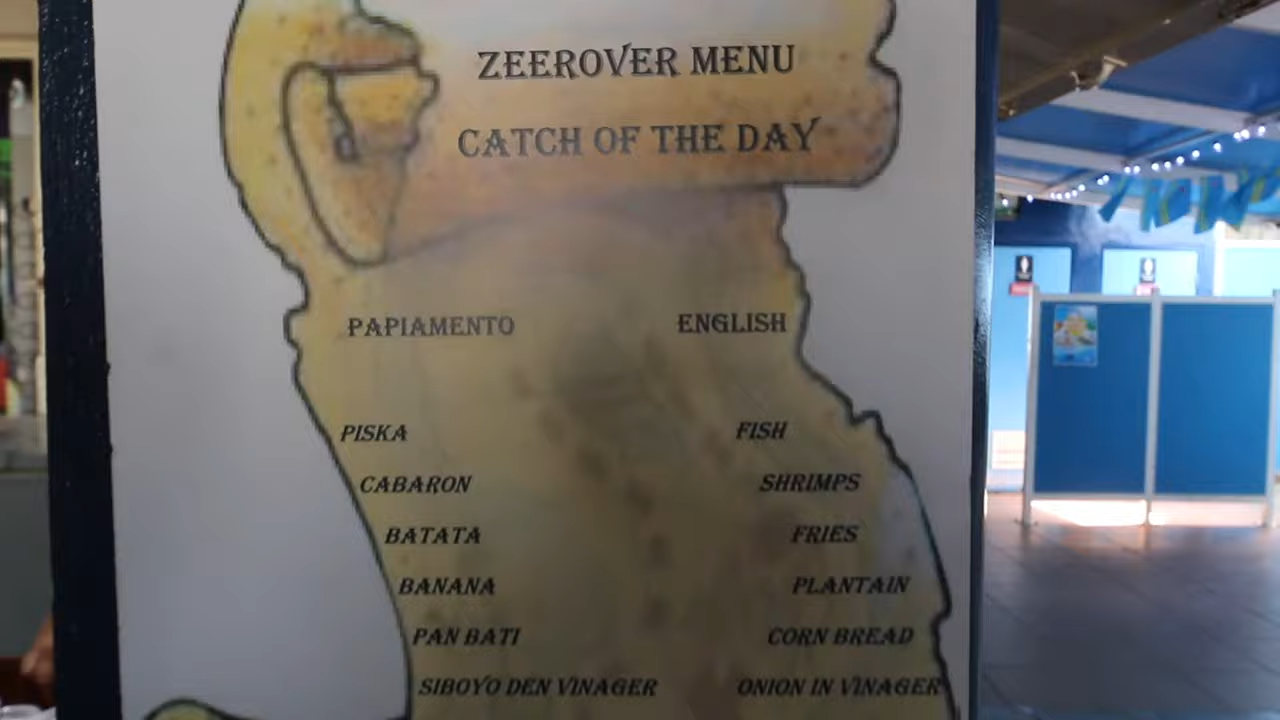 ZEEROVER MENU
CATCH OF THE DAY
PAPIAMENTO ENGLISH
PISKA FISH
CABARON SHRIMPS
BATATA FRIES
BANANA PLANTAIN
PAN BATI CORN BREAD
SIBOYO DEN VINAGER ONION IN VINAGER